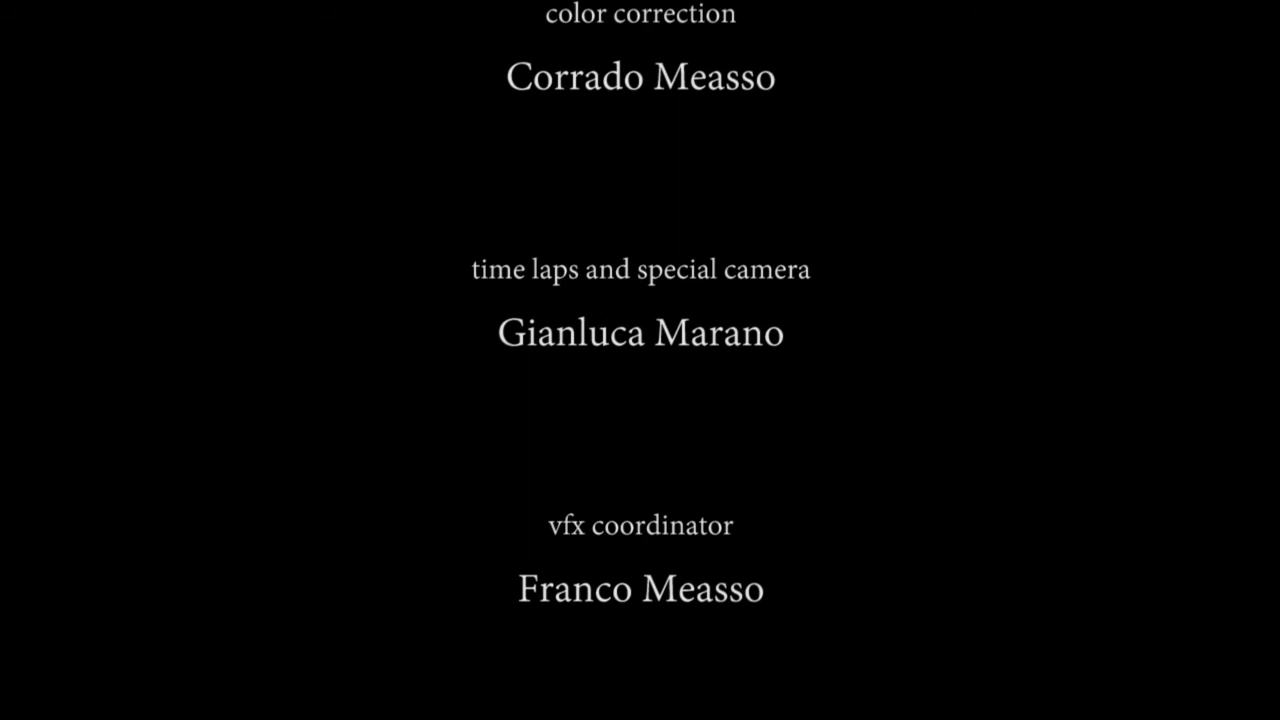 color correction
Corrado Measso
time laps and special camera
Gianluca Marano
vfx coordinator
Franco Measso